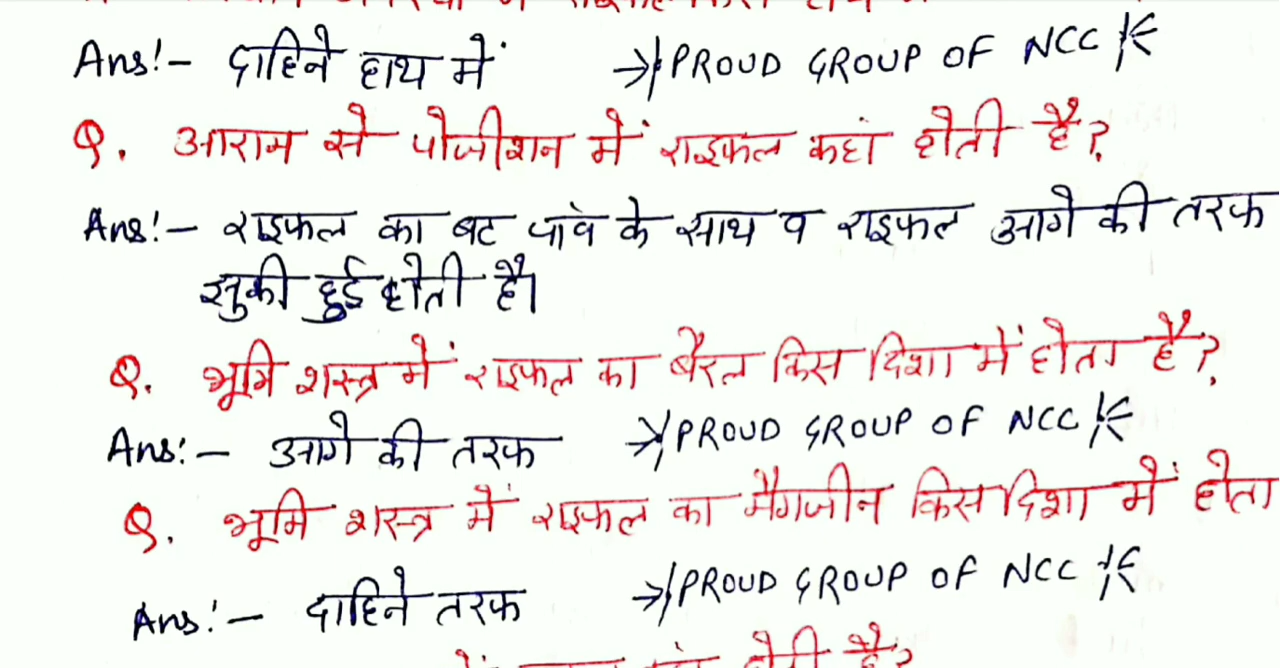 राइफल किस हाथ में
Ans!- दाहिने हाथ में →PROUD GROUP OF NCC
Q. आराम से पोजीशन में राइफल कहां होती है?
Ans!- राइफल का बट पांव के साथ व राइफल आगे की तरफ
झुकी हुई होती है।
Q. भूमि शस्त्र में राइफल का बैरल किस दिशा में होता है?
Ans:- आगे की तरफ →PROUD GROUP OF NCC
Q. भूमि शस्त्र में राइफल का मैगजीन किस दिशा में होता
Ans!- दाहिने तरफ →PROUD GROUP OF NCC
होती है?